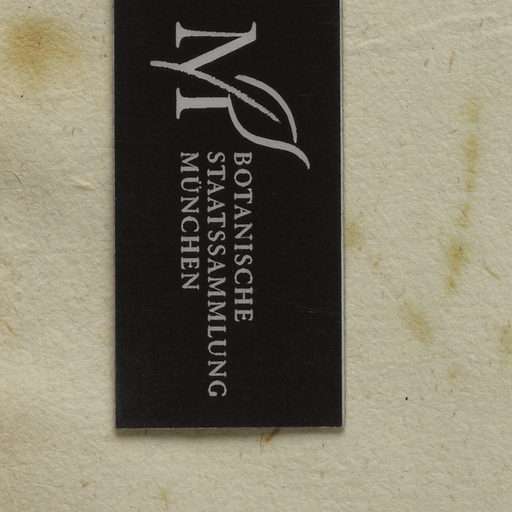 M
BOTANISCHE
STAATSSAMMLUNG
MÜNCHEN